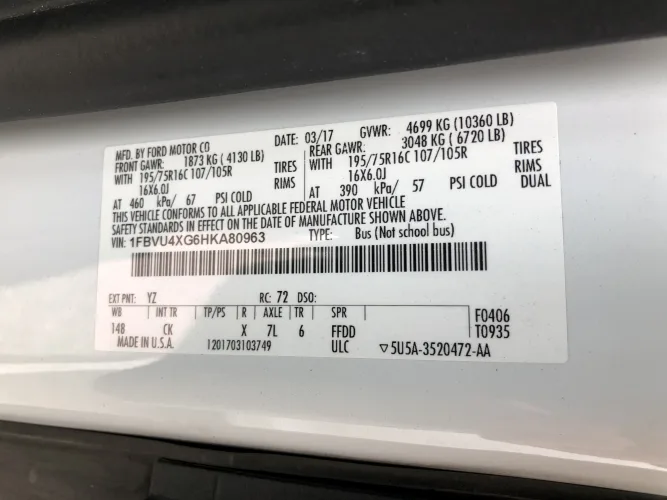 MFD. BY FORD MOTOR CO
DATE: 03/17 GVWR: 4699 KG (10360 LB)
FRONT GAWR: 1873 KG ( 4130 LB) REAR GAWR: 3048 KG ( 6720 LB)
WITH 195/75R16C 107/105R TIRES WITH 195/75R16C 107/105R TIRES
16X6.0J RIMS 16X6.0J RIMS
AT 460 kPa/ 67 PSI COLD AT 390 kPa/ 57 PSI COLD DUAL
THIS VEHICLE CONFORMS TO ALL APPLICABLE FEDERAL MOTOR VEHICLE
SAFETY STANDARDS IN EFFECT ON THE DATE OF MANUFACTURE SHOWN ABOVE.
VIN: 1FBVU4XG6HKA80963 TYPE: Bus (Not school bus)
EXT PNT: YZ RC: 72 DSO:
WB INT TR TP/PS R AXLE TR SPR F0406
148 CK X 7L 6 FFDD T0935
MADE IN U.S.A. 1201703103749 ULC ▽5U5A-3520472-AA